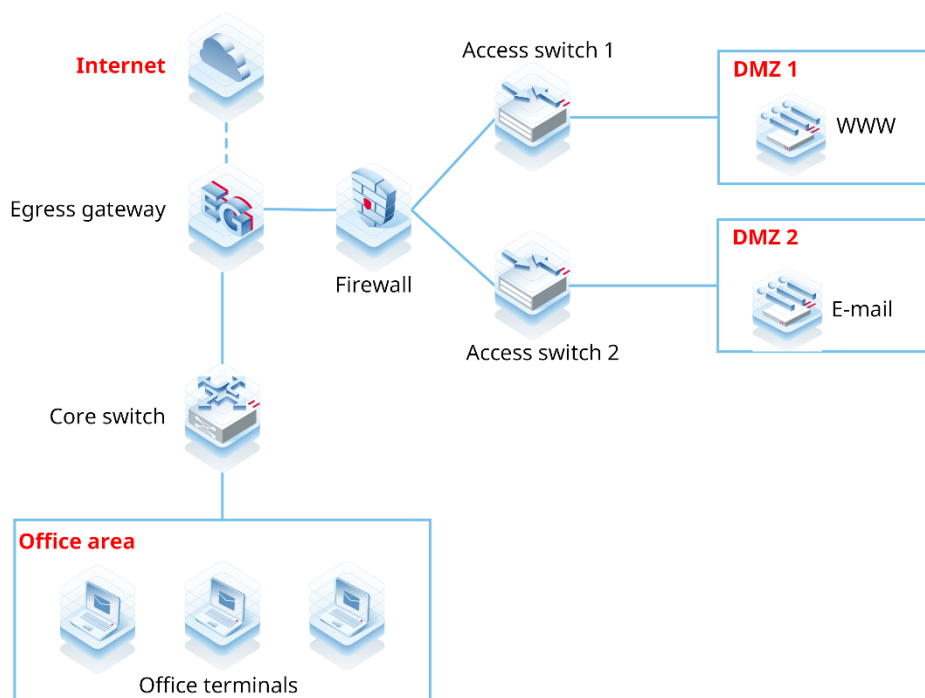 Access switch 1
Internet
DMZ 1
WWW
Egress gateway
EG
Firewall
DMZ 2
E-mail
Access switch 2
Core switch
Office area
Office terminals